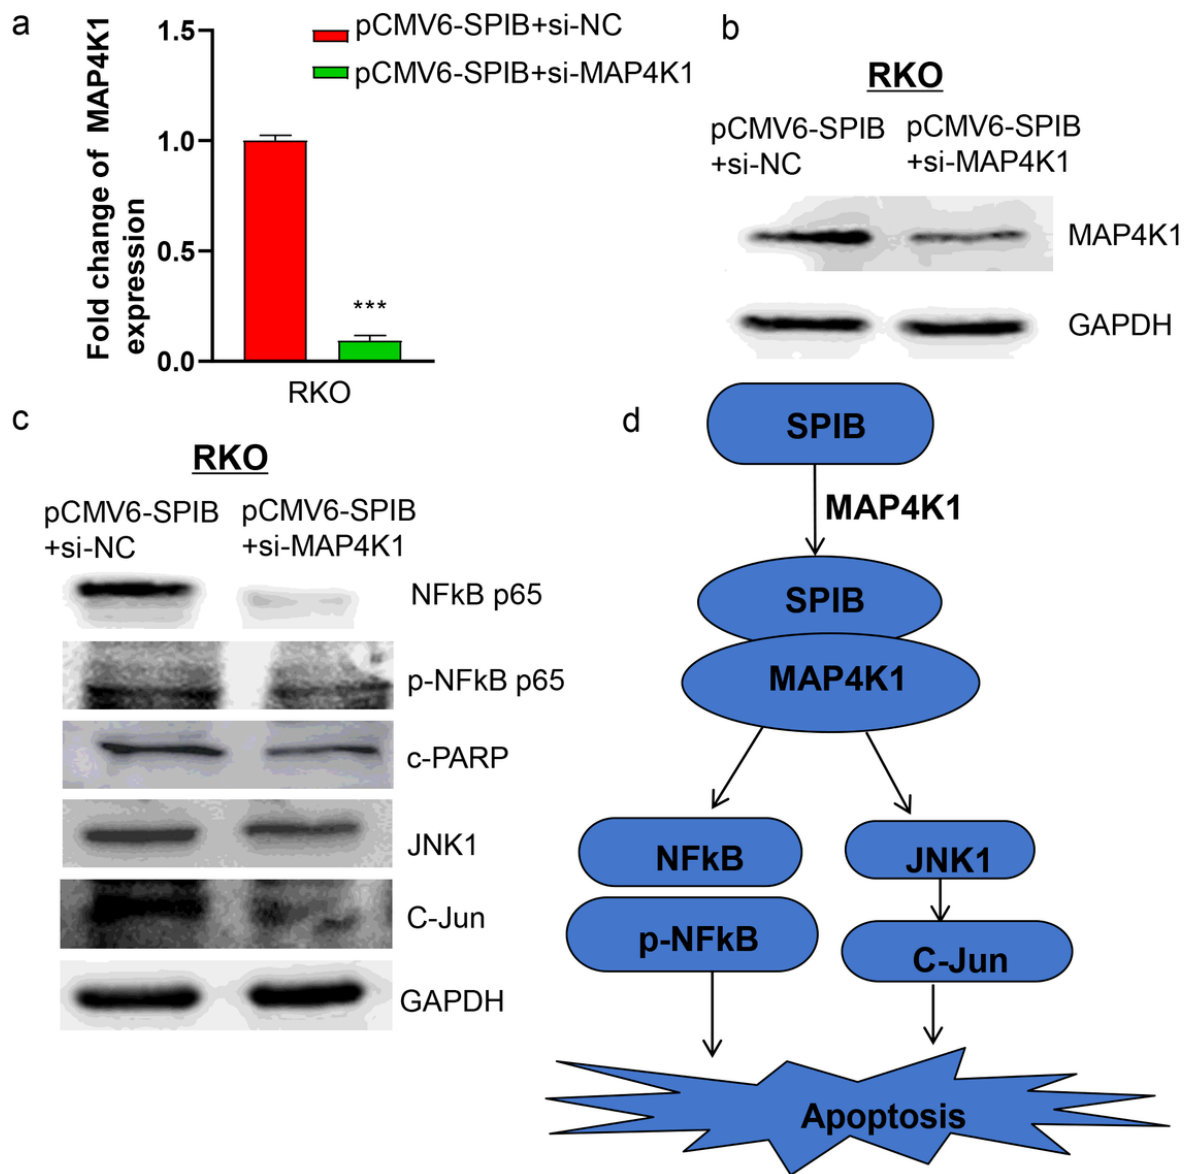 a
Fold change of MAP4K1
expression
1.5
1.0
0.5
0.0
pCMV6-SPIB+si-NC
pCMV6-SPIB+si-MAP4K1
***
RKO
b
RKO
pCMV6-SPIB
+si-NC
pCMV6-SPIB
+si-MAP4K1
MAP4K1
GAPDH
c
RKO
pCMV6-SPIB
+si-NC
pCMV6-SPIB
+si-MAP4K1
NFkB p65
p-NFkB p65
c-PARP
JNK1
C-Jun
GAPDH
d
SPIB
MAP4K1
SPIB
MAP4K1
NFkB
p-NFkB
JNK1
C-Jun
Apoptosis